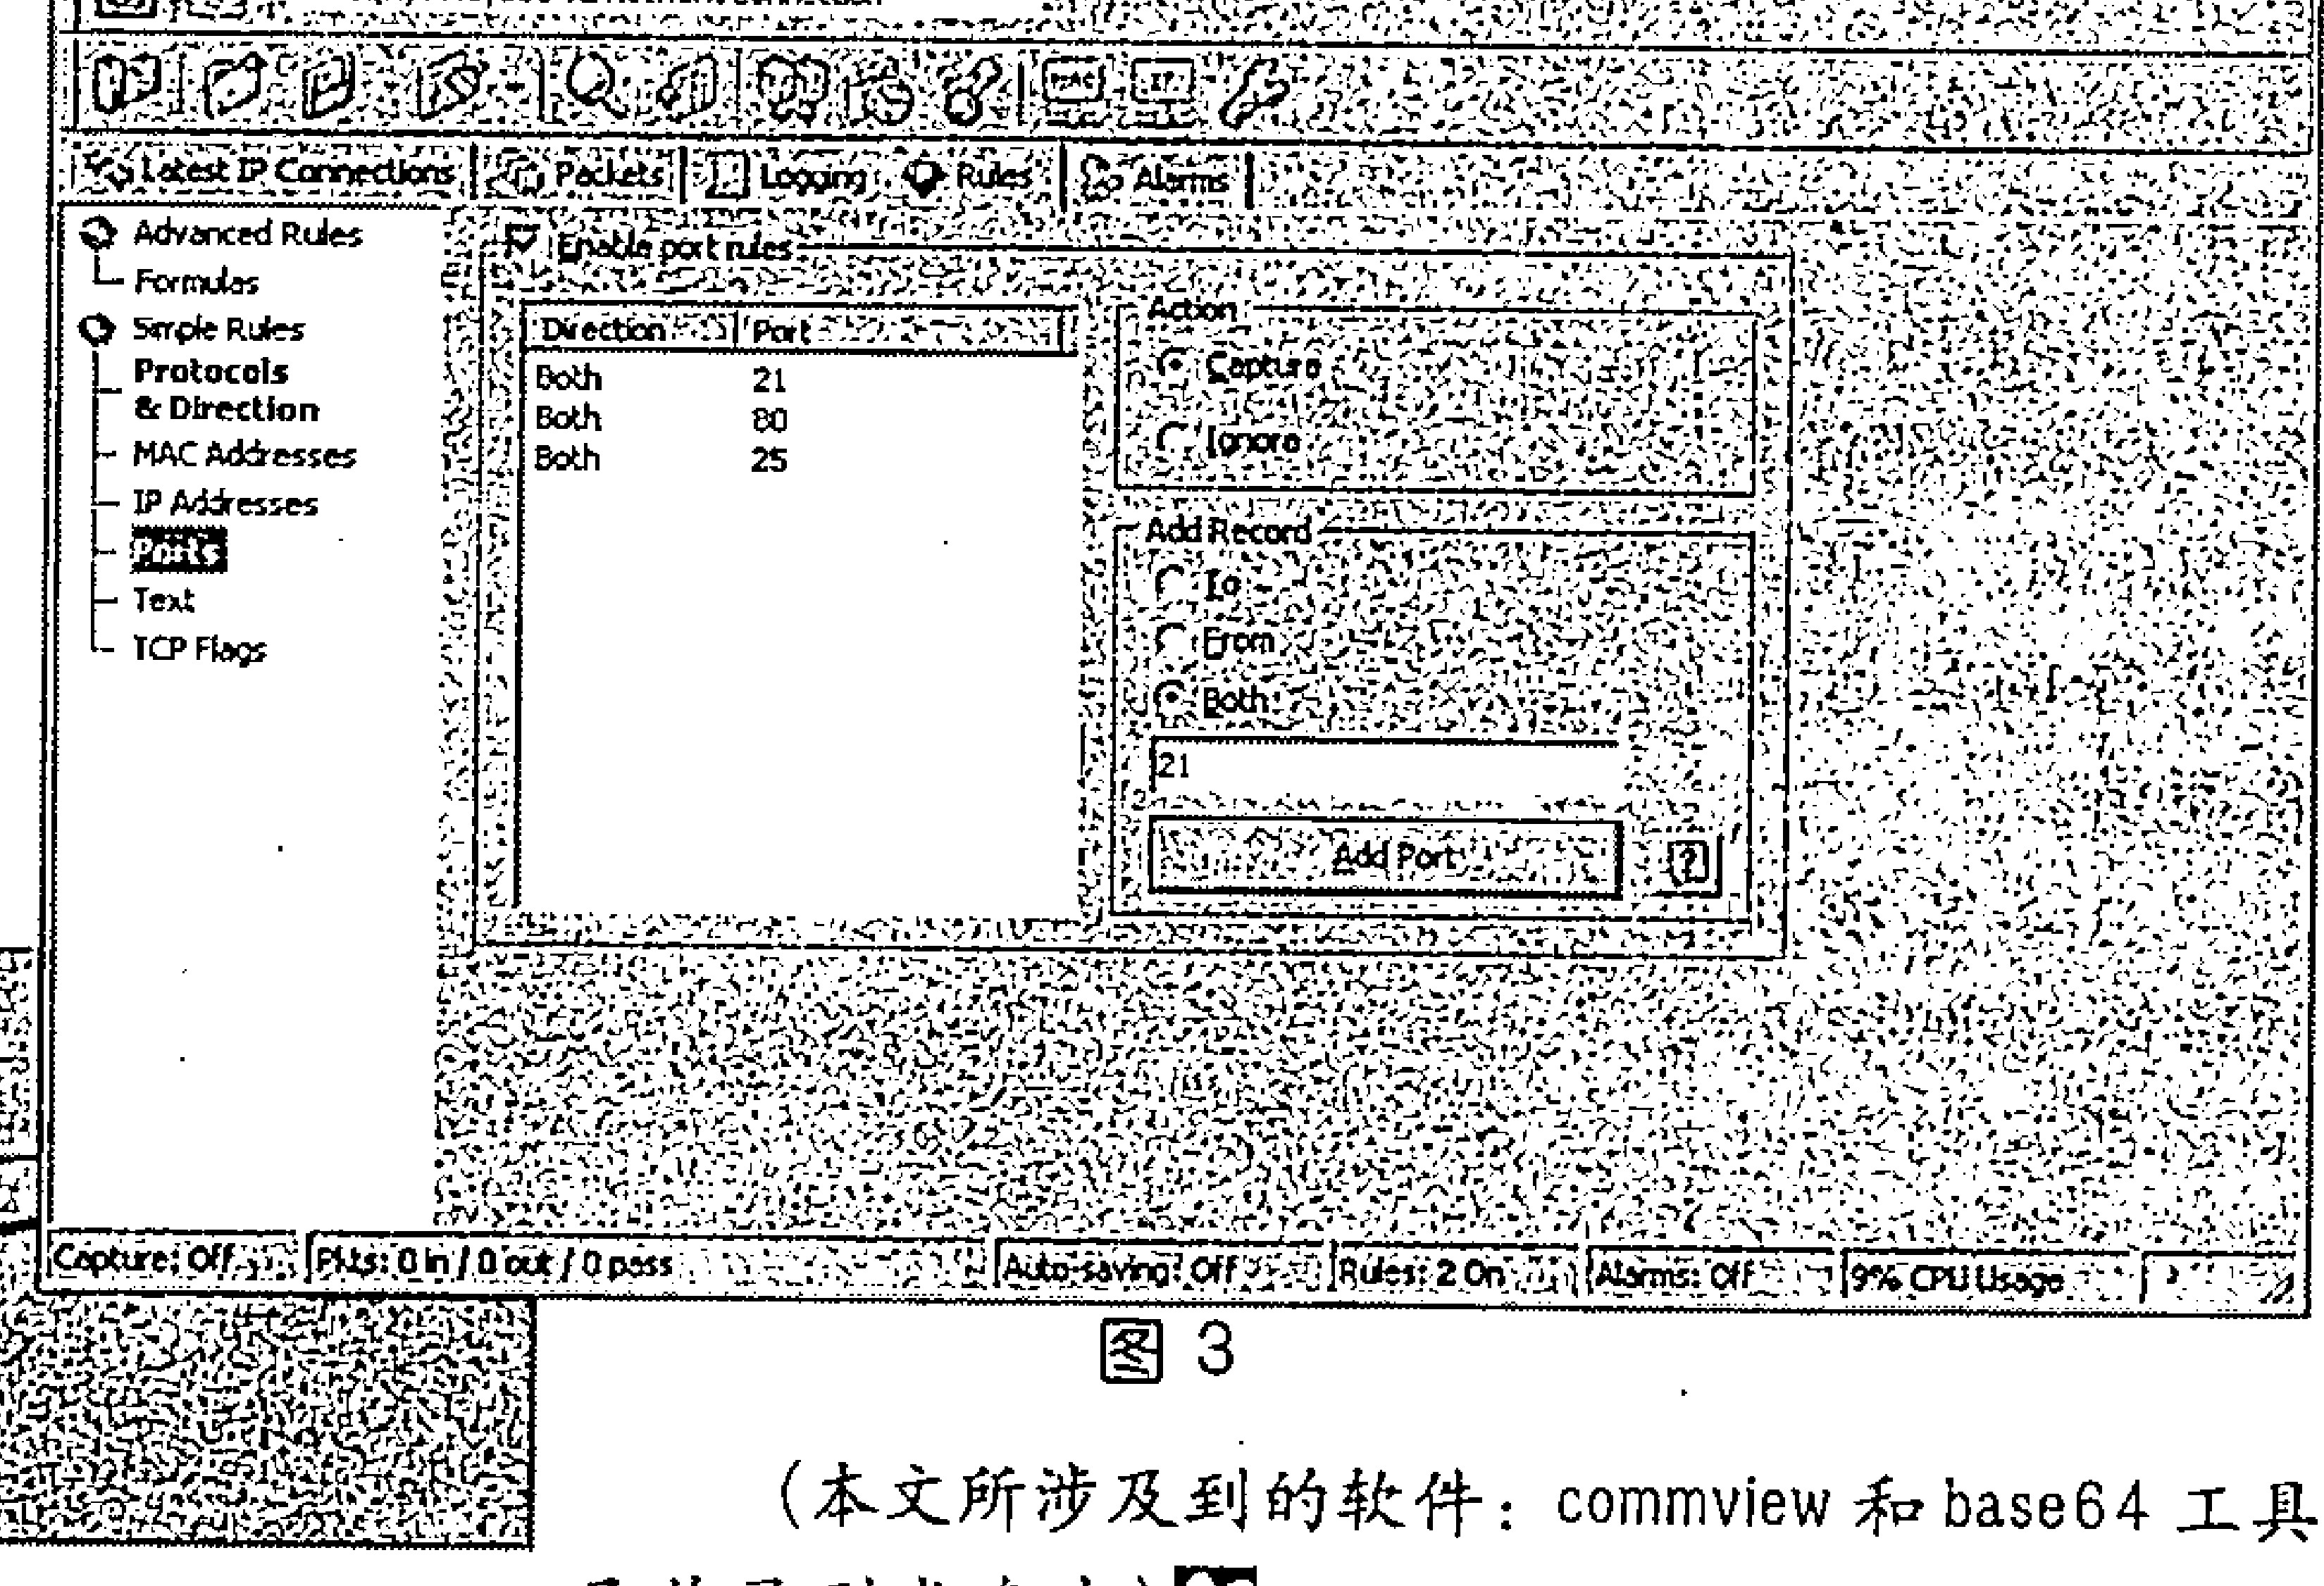 MAC
IP
Latest IP Connections
Packets
Logging
Rules
Alarms
Advanced Rules
Formulas
Simple Rules
Protocols
& Direction
MAC Addresses
IP Addresses
Ports
Text
TCP Flags
Enable port rules
Direction Port
Both 21
Both 80
Both 25
Action
Capture
Ignore
Add Record
To
From
Both
21
Add Port
?
Capture: Off
Pkts: 0 in / 0 out / 0 pass
Auto-saving: Off
Rules: 2 On
Alarms: Off
9% CPU Usage
图 3
（本文所涉及到的软件：commview 和 base64 工具